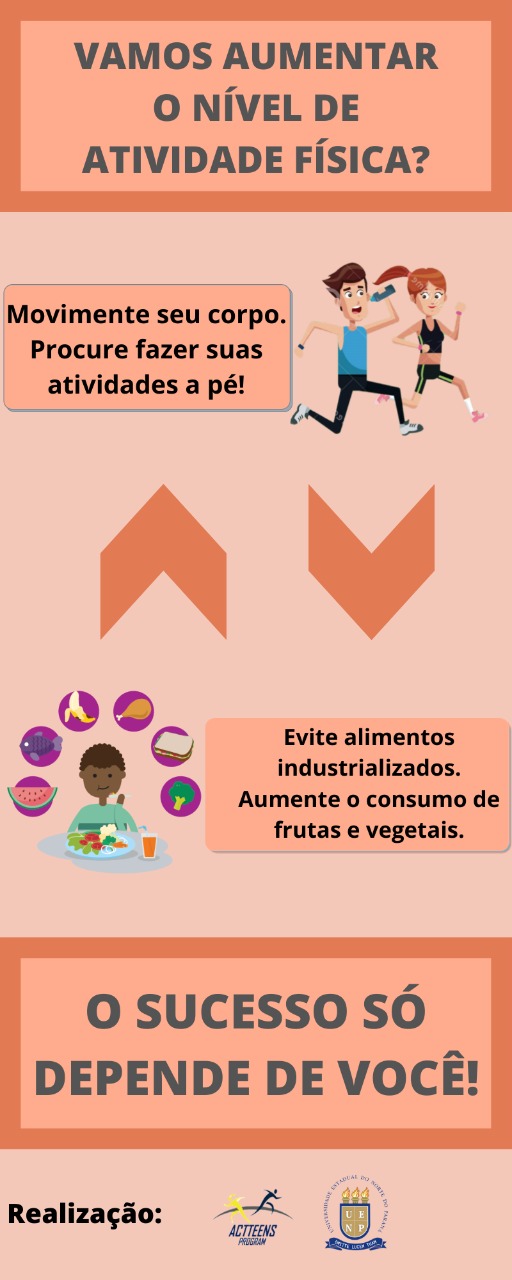 VAMOS AUMENTAR
O NÍVEL DE
ATIVIDADE FÍSICA?
Movimente seu corpo.
Procure fazer suas
atividades a pé!
Evite alimentos
industrializados.
Aumente o consumo de
frutas e vegetais.
O SUCESSO SÓ
DEPENDE DE VOCÊ!
Realização:
ACTTEENS
PROGRAM
UNIVERSIDADE ESTADUAL DO NORTE DO PARANÁ
U E
N P